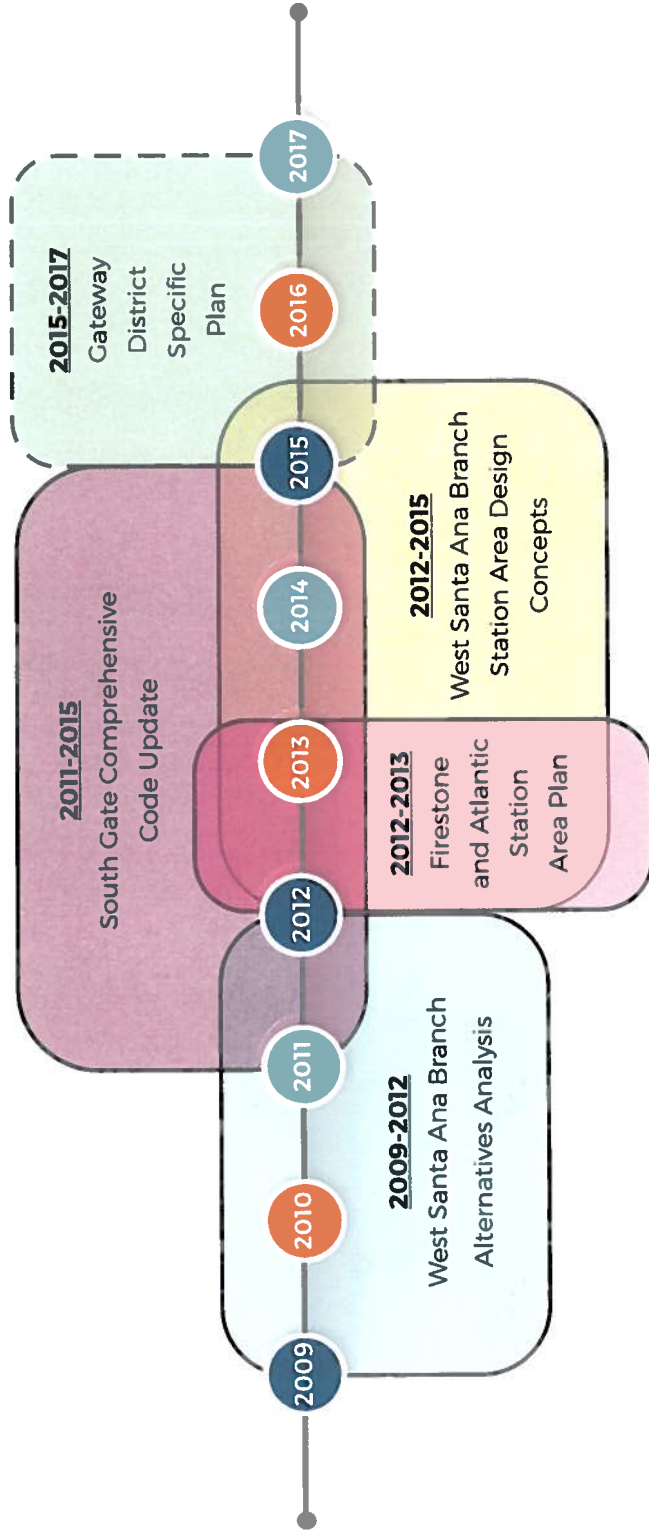 2011-2015
South Gate Comprehensive
Code Update
2015-2017
Gateway
District
Specific
Plan
2009
2010
2011
2012
2013
2014
2015
2016
2017
2009-2012
West Santa Ana Branch
Alternatives Analysis
2012-2013
Firestone
and Atlantic
Station
Area Plan
2012-2015
West Santa Ana Branch
Station Area Design
Concepts